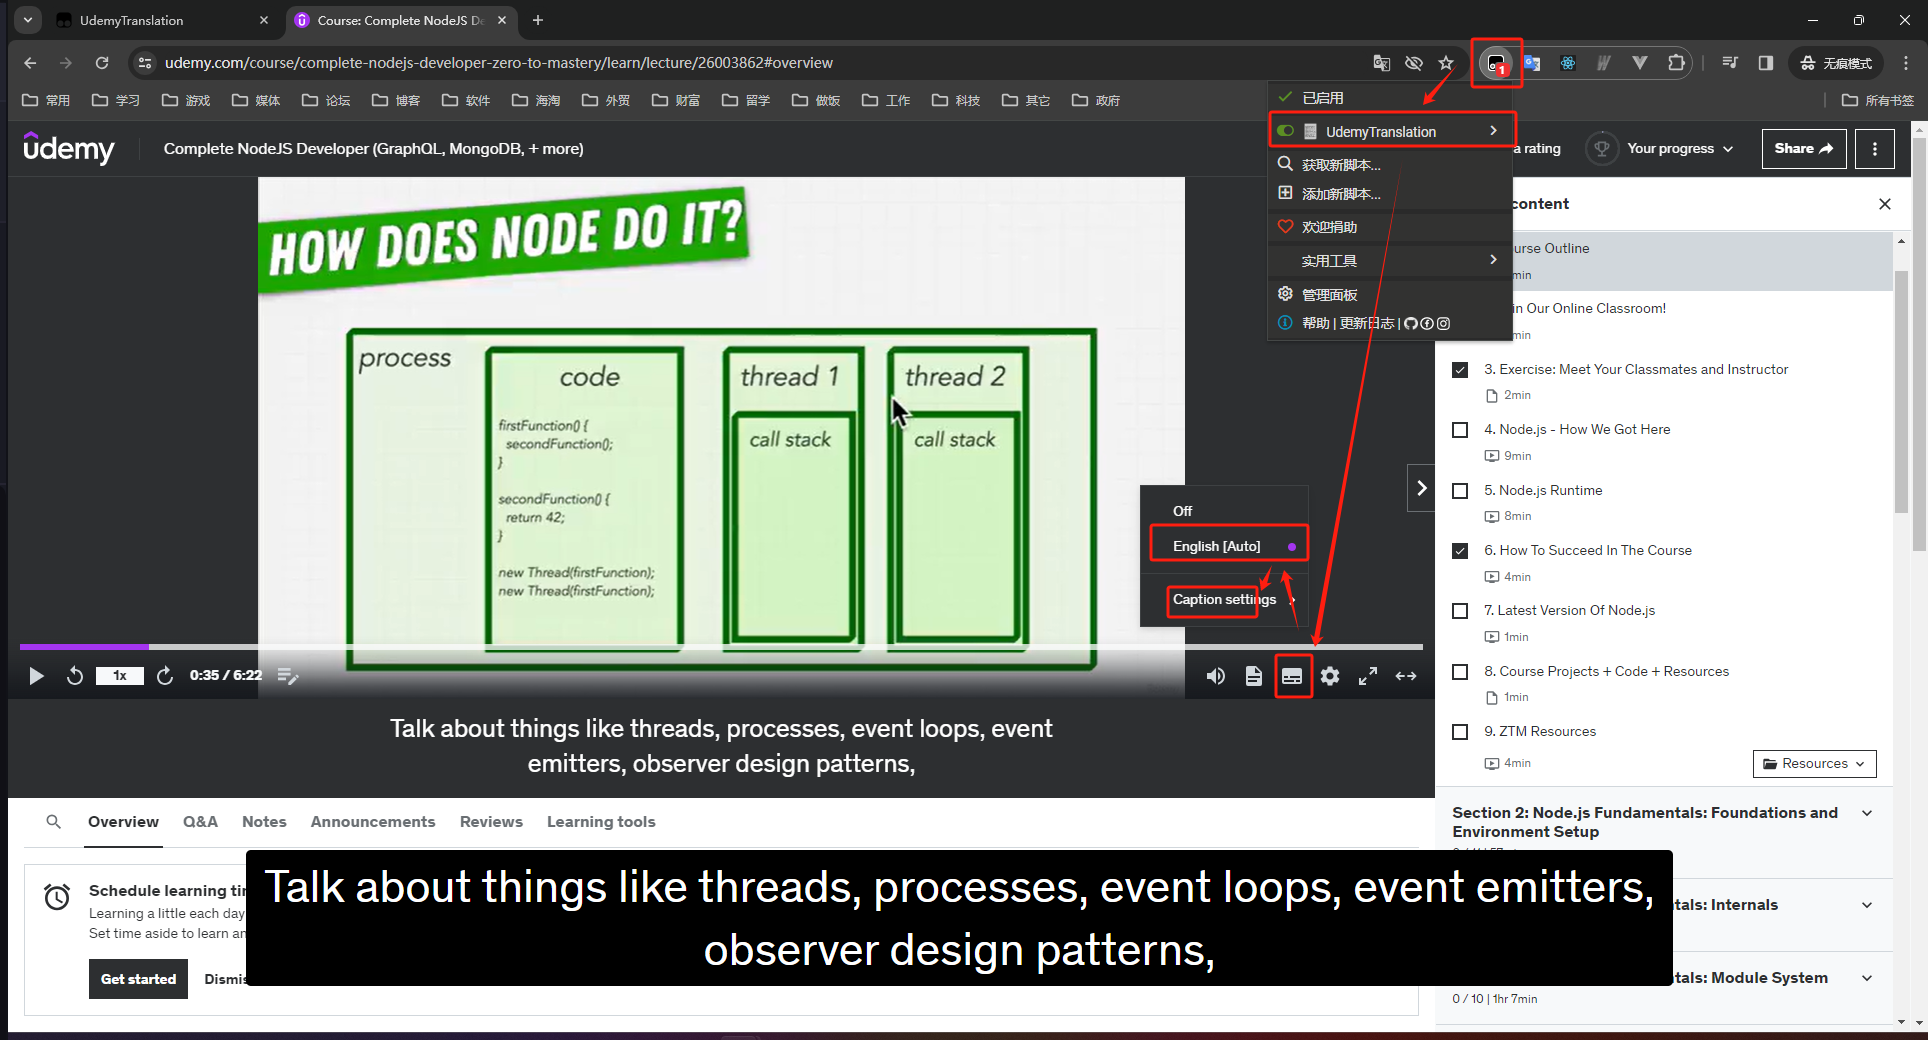 UdemyTranslation
Course: Complete NodeJS De
udemy.com/course/complete-nodejs-developer-zero-to-mastery/learn/lecture/26003862#overview
1
无痕模式
常用 学习 游戏 媒体 论坛 博客 软件 海淘 外贸 财富 留学 做饭 工作 科技 其它 政府
所有书签
已启用
UdemyTranslation
获取新脚本...
添加新脚本...
欢迎捐助
实用工具
管理面板
帮助 | 更新日志 |
udemy
Complete NodeJS Developer (GraphQL, MongoDB, + more)
a rating
Your progress
Share
HOW DOES NODE DO IT?
process
code
firstFunction() {
secondFunction();
}
secondFunction() {
return 42;
}
new Thread(firstFunction);
new Thread(firstFunction);
thread 1
call stack
thread 2
call stack
Off
English [Auto]
Caption settings
1x
0:35 / 6:22
Talk about things like threads, processes, event loops, event
emitters, observer design patterns,
content
urse Outline
min
in Our Online Classroom!
min
3. Exercise: Meet Your Classmates and Instructor
2min
4. Node.js - How We Got Here
9min
5. Node.js Runtime
8min
6. How To Succeed In The Course
4min
7. Latest Version Of Node.js
1min
8. Course Projects + Code + Resources
1min
9. ZTM Resources
4min
Resources
Section 2: Node.js Fundamentals: Foundations and
Environment Setup
tals: Internals
tals: Module System
0 / 10 | 1hr 7min
Overview Q&A Notes Announcements Reviews Learning tools
Schedule learning ti
Learning a little each day
Set time aside to learn an
Get started
Dismis
Talk about things like threads, processes, event loops, event emitters,
observer design patterns,